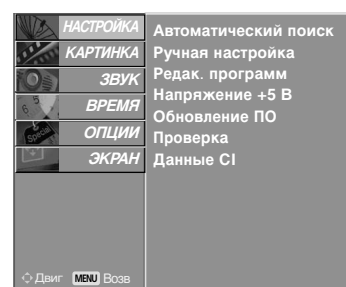 НАСТРОЙКА
КАРТИНКА
ЗВУК
ВРЕМЯ
ОПЦИИ
ЭКРАН
Автоматический поиск
Ручная настройка
Редак. программ
Напряжение +5 В
Обновление ПО
Проверка
Данные CI
Special
Двиг MENU Возв